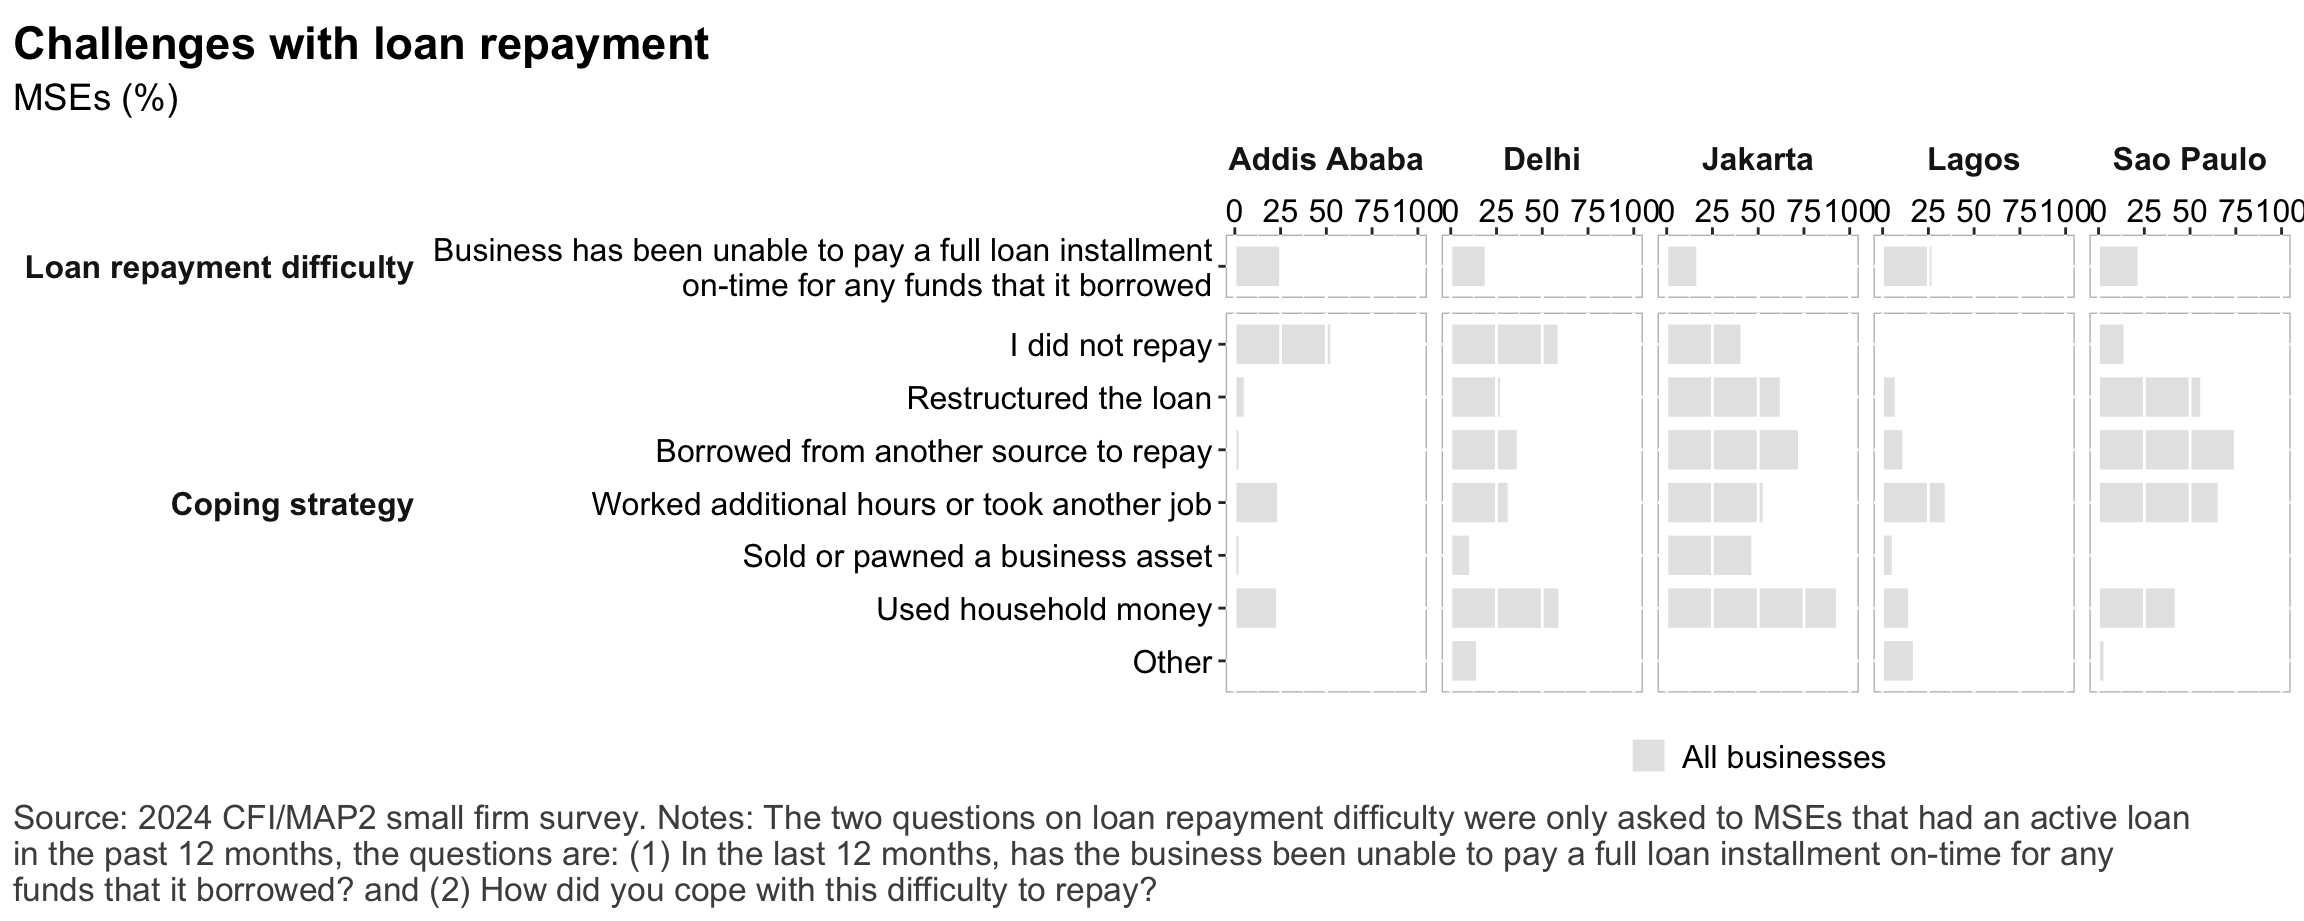 Challenges with loan repayment
MSEs (%)
Addis Ababa Delhi Jakarta Lagos Sao Paulo
0 25 50 75 100 0 25 50 75 100 0 25 50 75 100 0 25 50 75 100 0 25 50 75 100
Loan repayment difficulty
Business has been unable to pay a full loan installment
on-time for any funds that it borrowed
I did not repay
Restructured the loan
Borrowed from another source to repay
Coping strategy
Worked additional hours or took another job
Sold or pawned a business asset
Used household money
Other
All businesses
Source: 2024 CFI/MAP2 small firm survey. Notes: The two questions on loan repayment difficulty were only asked to MSEs that had an active loan
in the past 12 months, the questions are: (1) In the last 12 months, has the business been unable to pay a full loan installment on-time for any
funds that it borrowed? and (2) How did you cope with this difficulty to repay?